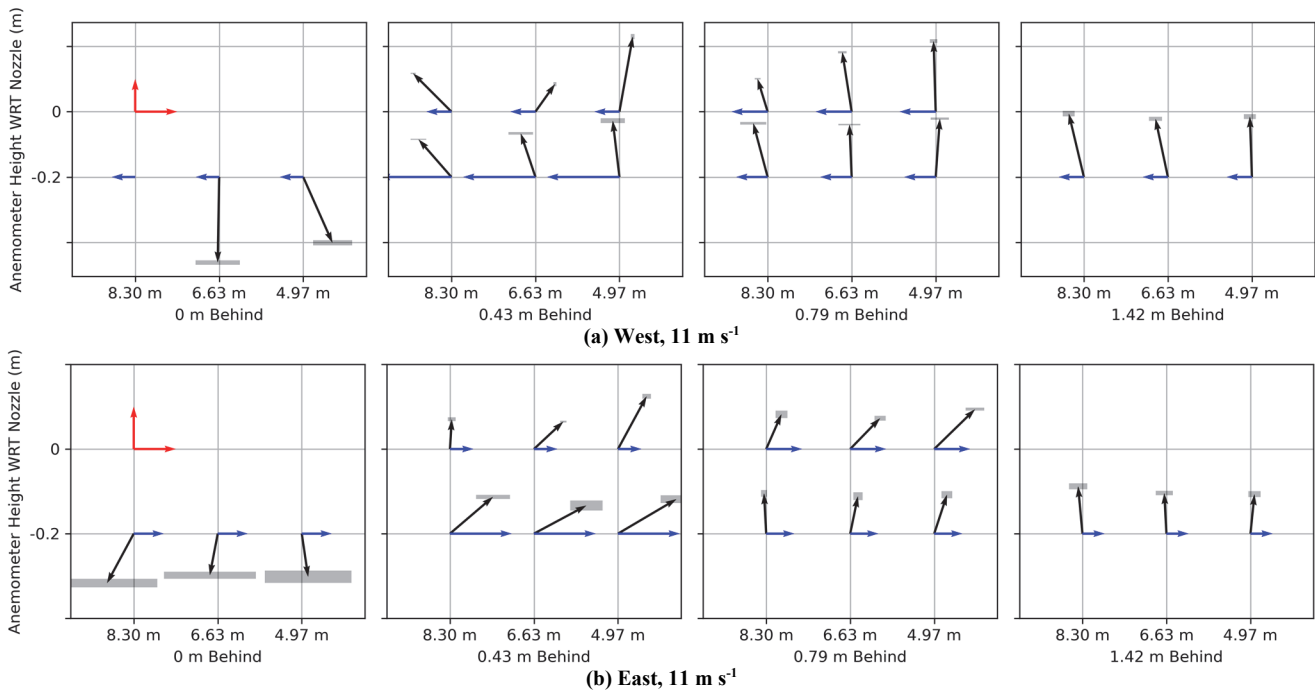 Anemometer Height WRT Nozzle (m)
0
-0.2
8.30 m 6.63 m 4.97 m
0 m Behind
8.30 m 6.63 m 4.97 m
0.43 m Behind
8.30 m 6.63 m 4.97 m
0.79 m Behind
8.30 m 6.63 m 4.97 m
1.42 m Behind
(a) West, 11 m s⁻¹
Anemometer Height WRT Nozzle (m)
0
-0.2
8.30 m 6.63 m 4.97 m
0 m Behind
8.30 m 6.63 m 4.97 m
0.43 m Behind
8.30 m 6.63 m 4.97 m
0.79 m Behind
8.30 m 6.63 m 4.97 m
1.42 m Behind
(b) East, 11 m s⁻¹